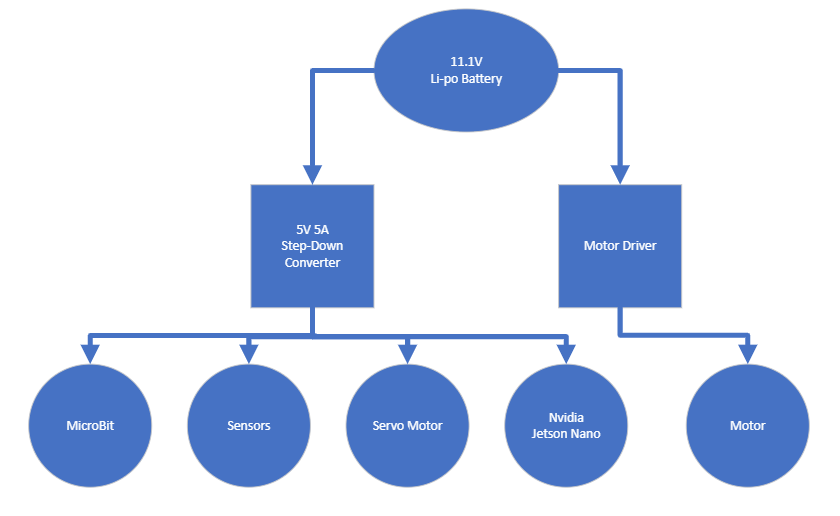 11.1V
Li-po Battery
5V 5A
Step-Down
Converter
Motor Driver
MicroBit
Sensors
Servo Motor
Nvidia
Jetson Nano
Motor